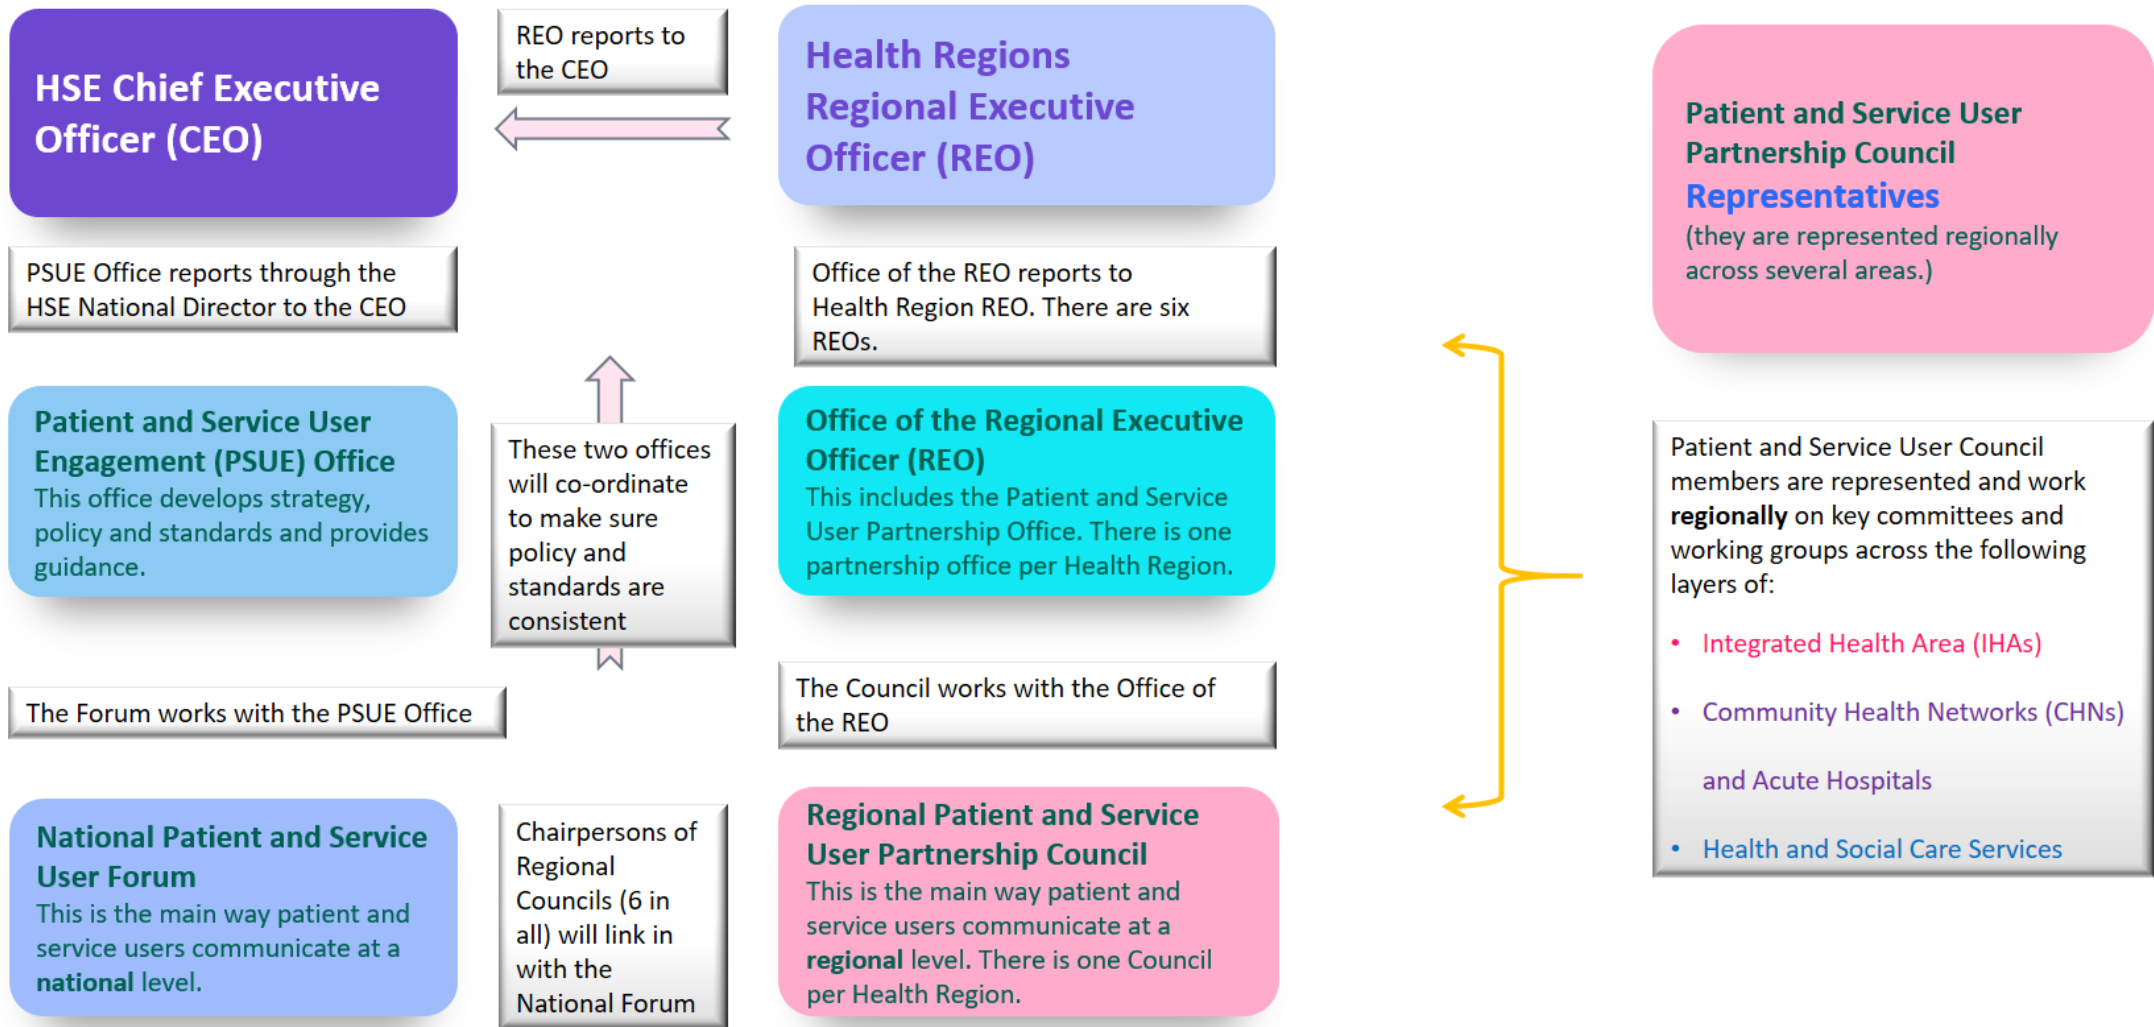 HSE Chief Executive
Officer (CEO)
REO reports to
the CEO
Health Regions
Regional Executive
Officer (REO)
Patient and Service User
Partnership Council
Representatives
(they are represented regionally
across several areas.)
PSUE Office reports through the
HSE National Director to the CEO
Office of the REO reports to
Health Region REO. There are six
REOs.
Patient and Service User
Engagement (PSUE) Office
This office develops strategy,
policy and standards and provides
guidance.
These two offices
will co-ordinate
to make sure
policy and
standards are
consistent
Office of the Regional Executive
Officer (REO)
This includes the Patient and Service
User Partnership Office. There is one
partnership office per Health Region.
Patient and Service User Council
members are represented and work
regionally on key committees and
working groups across the following
layers of:
• Integrated Health Area (IHAs)
• Community Health Networks (CHNs)
and Acute Hospitals
• Health and Social Care Services
The Forum works with the PSUE Office
The Council works with the Office of
the REO
National Patient and Service
User Forum
This is the main way patient and
service users communicate at a
national level.
Chairpersons of
Regional
Councils (6 in
all) will link in
with the
National Forum
Regional Patient and Service
User Partnership Council
This is the main way patient and
service users communicate at a
regional level. There is one Council
per Health Region.